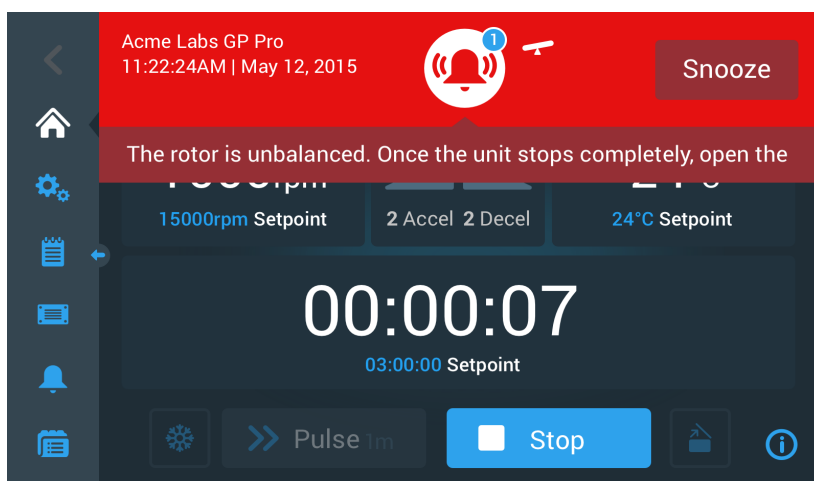 Acme Labs GP Pro
11:22:24AM | May 12, 2015
1
Snooze
The rotor is unbalanced. Once the unit stops completely, open the
rpm
15000rpm Setpoint
2 Accel 2 Decel
24°C Setpoint
00:00:07
03:00:00 Setpoint
Pulse 1m
Stop